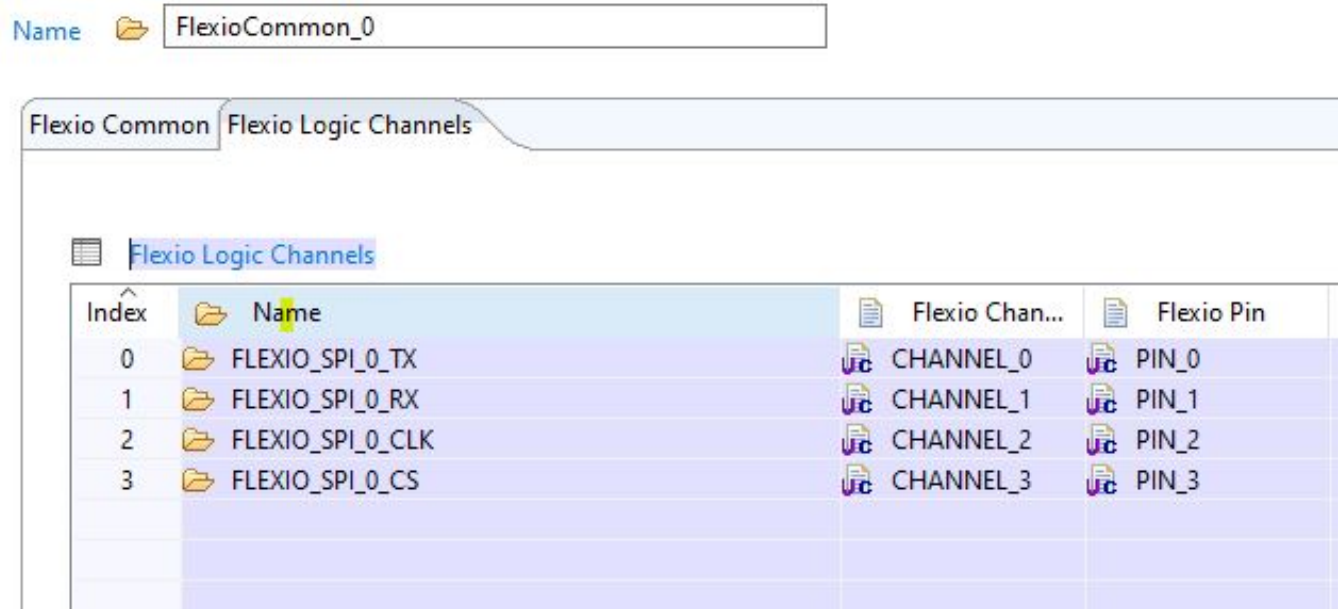 Name FlexioCommon_0
Flexio Common Flexio Logic Channels
Flexio Logic Channels
Index Name Flexio Chan... Flexio Pin
0 FLEXIO_SPI_0_TX CHANNEL_0 PIN_0
1 FLEXIO_SPI_0_RX CHANNEL_1 PIN_1
2 FLEXIO_SPI_0_CLK CHANNEL_2 PIN_2
3 FLEXIO_SPI_0_CS CHANNEL_3 PIN_3